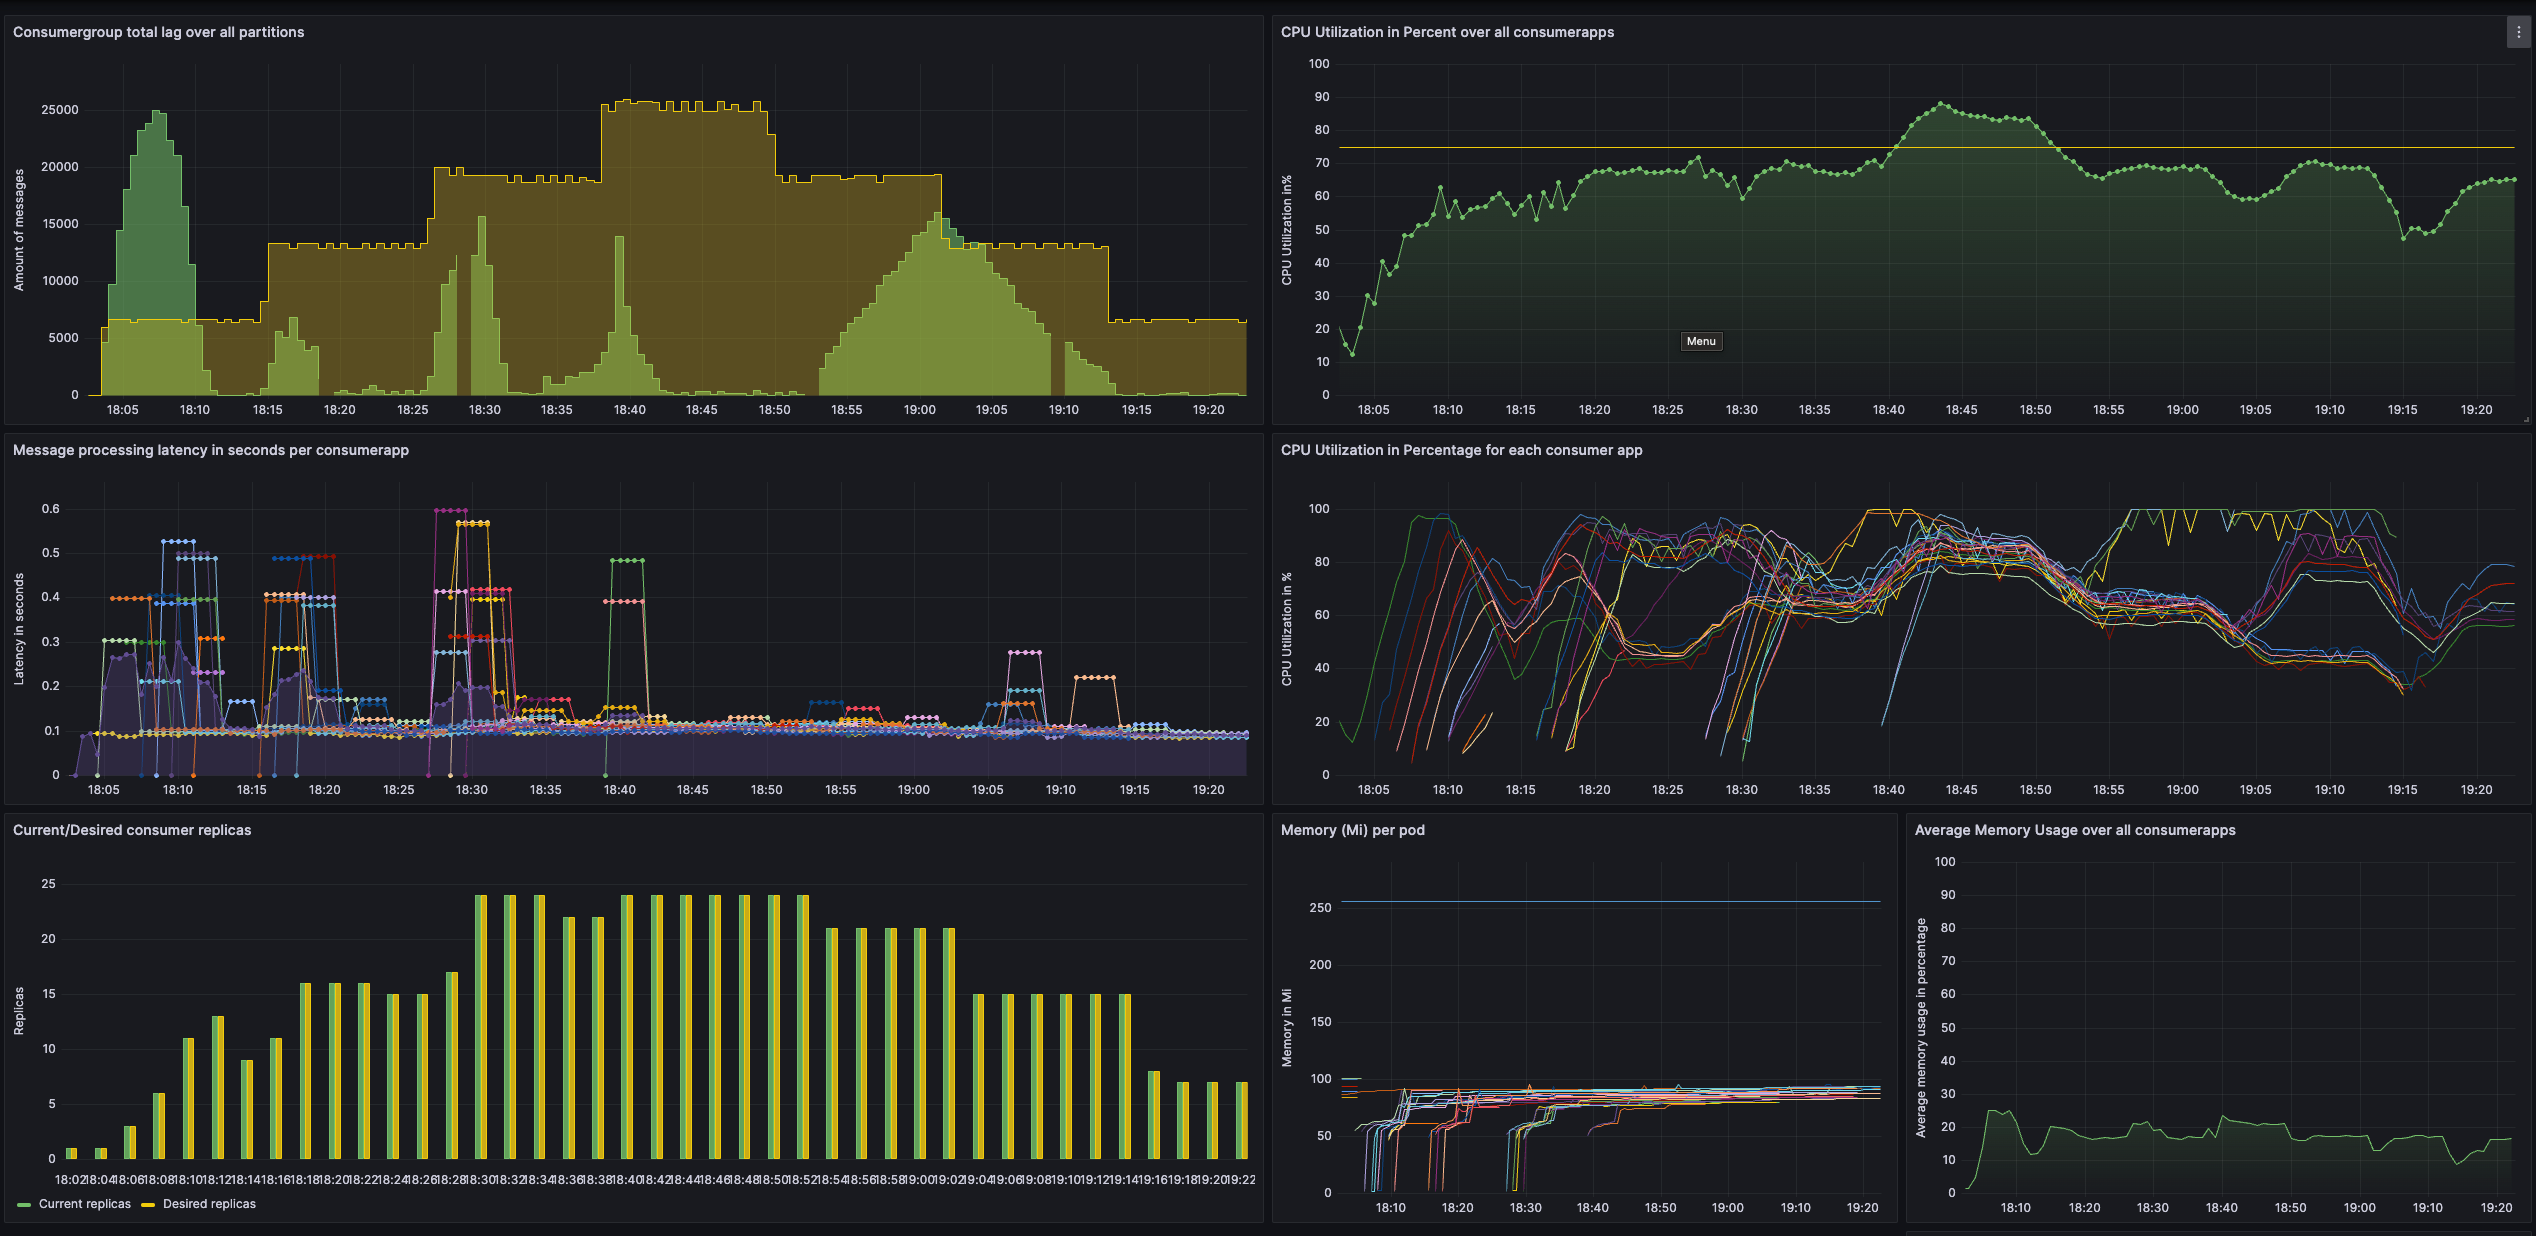 Consumergroup total lag over all partitions
Amount of messages
25000
20000
15000
10000
5000
0
18:05 18:10 18:15 18:20 18:25 18:30 18:35 18:40 18:45 18:50 18:55 19:00 19:05 19:10 19:15 19:20
CPU Utilization in Percent over all consumerapps
CPU Utilization in%
100
90
80
70
60
50
40
30
20
10
0
Menu
18:05 18:10 18:15 18:20 18:25 18:30 18:35 18:40 18:45 18:50 18:55 19:00 19:05 19:10 19:15 19:20
Message processing latency in seconds per consumerapp
Latency in seconds
0.6
0.5
0.4
0.3
0.2
0.1
0
18:05 18:10 18:15 18:20 18:25 18:30 18:35 18:40 18:45 18:50 18:55 19:00 19:05 19:10 19:15 19:20
CPU Utilization in Percentage for each consumer app
CPU Utilization in %
100
80
60
40
20
0
18:05 18:10 18:15 18:20 18:25 18:30 18:35 18:40 18:45 18:50 18:55 19:00 19:05 19:10 19:15 19:20
Current/Desired consumer replicas
Replicas
25
20
15
10
5
0
18:02 18:04 18:06 18:08 18:10 18:12 18:14 18:16 18:18 18:20 18:22 18:24 18:26 18:28 18:30 18:32 18:34 18:36 18:38 18:40 18:42 18:44 18:46 18:48 18:50 18:52 18:54 18:56 18:58 19:00 19:02 19:04 19:06 19:08 19:10 19:12 19:14 19:16 19:18 19:20 19:22
Current replicas Desired replicas
Memory (Mi) per pod
Memory in Mi
250
200
150
100
50
0
18:10 18:20 18:30 18:40 18:50 19:00 19:10 19:20
Average Memory Usage over all consumerapps
Average memory usage in percentage
100
90
80
70
60
50
40
30
20
10
0
18:10 18:20 18:30 18:40 18:50 19:00 19:10 19:20